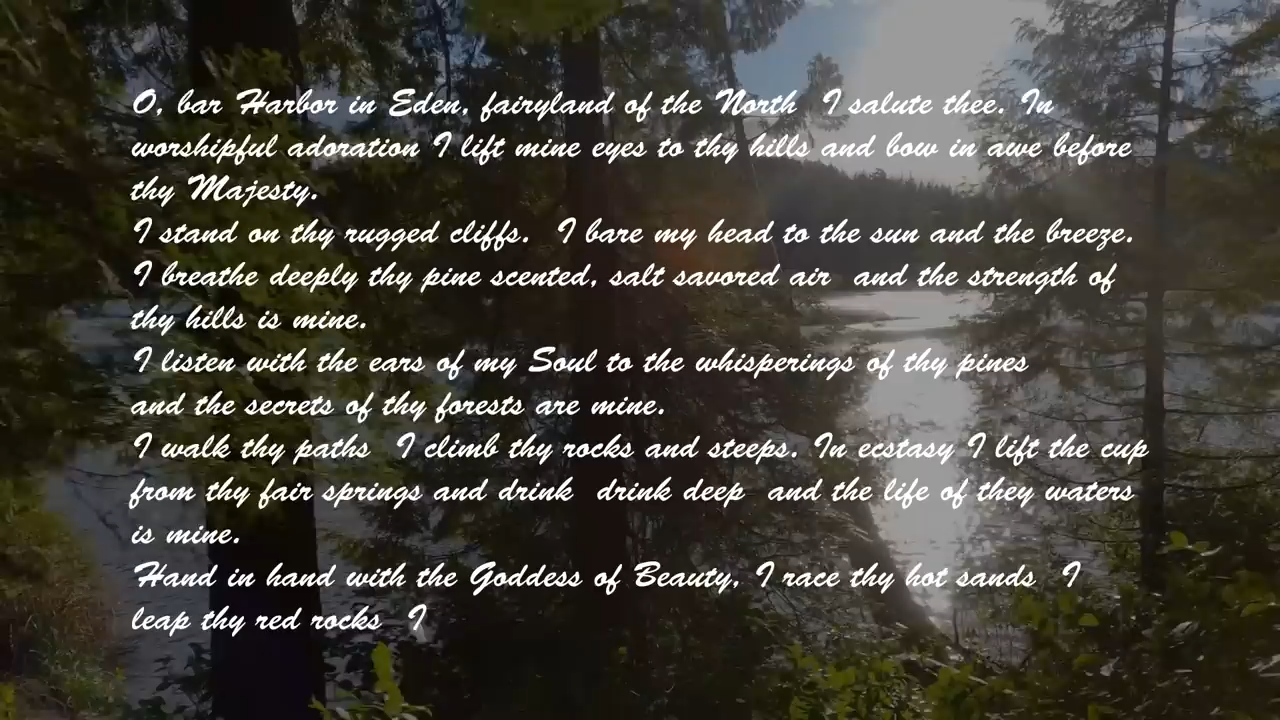 O, bar Harbor in Eden, fairyland of the North  I salute thee. In
worshipful adoration I lift mine eyes to thy hills and bow in awe before
thy Majesty.
I stand on thy rugged cliffs.  I bare my head to the sun and the breeze.
I breathe deeply thy pine scented, salt savored air  and the strength of
thy hills is mine.
I listen with the ears of my Soul to the whisperings of thy pines
and the secrets of thy forests are mine.
I walk thy paths  I climb thy rocks and steeps. In ecstasy I lift the cup
from thy fair springs and drink  drink deep  and the life of they waters
is mine.
Hand in hand with the Goddess of Beauty, I race thy hot sands  I
leap thy red rocks  I